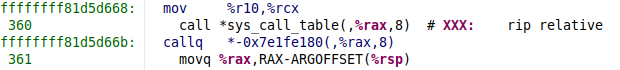 ffffffff81d5d668: mov %r10,%rcx
360 call *sys_call_table(,%rax,8) # XXX: rip relative
ffffffff81d5d66b: callq *-0x7e1fe180(,%rax,8)
361 movq %rax,RAX-ARGOFFSET(%rsp)